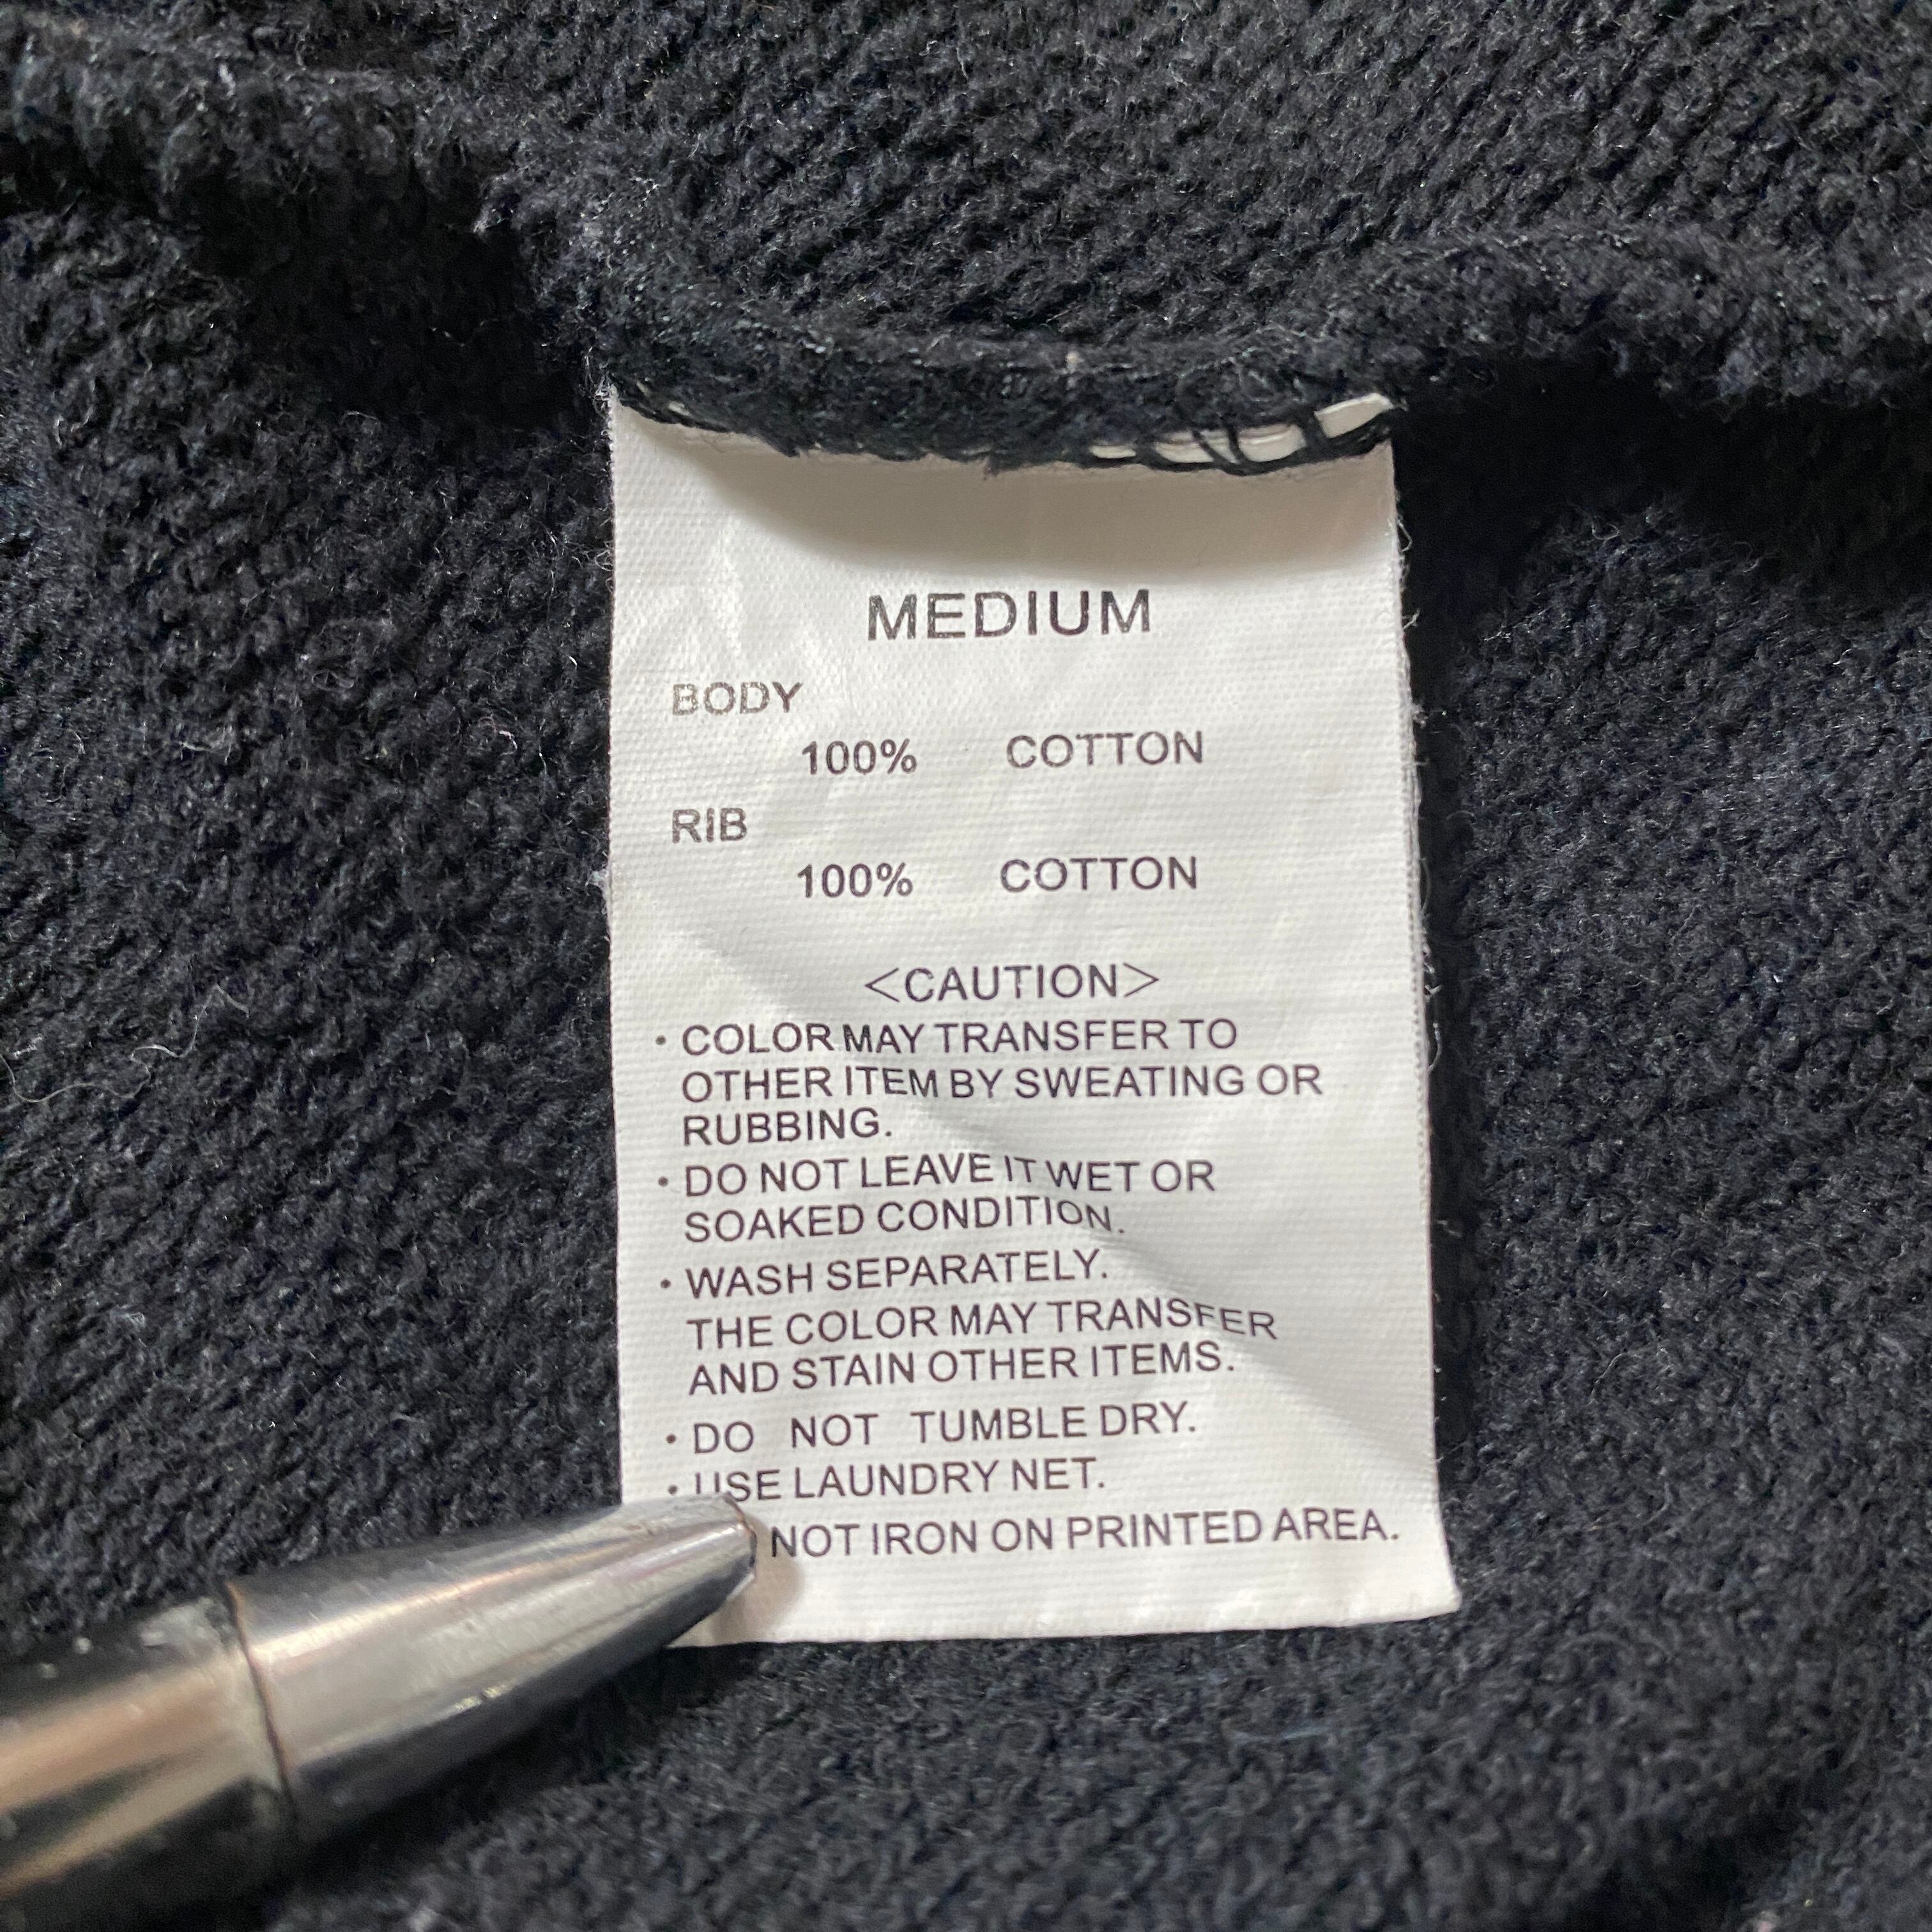 MEDIUM
BODY
100% COTTON
RIB
100% COTTON
<CAUTION>
・COLOR MAY TRANSFER TO
OTHER ITEM BY SWEATING OR
RUBBING.
・DO NOT LEAVE IT WET OR
SOAKED CONDITION.
・WASH SEPARATELY.
THE COLOR MAY TRANSFER
AND STAIN OTHER ITEMS.
・DO NOT TUMBLE DRY.
・USE LAUNDRY NET.
NOT IRON ON PRINTED AREA.